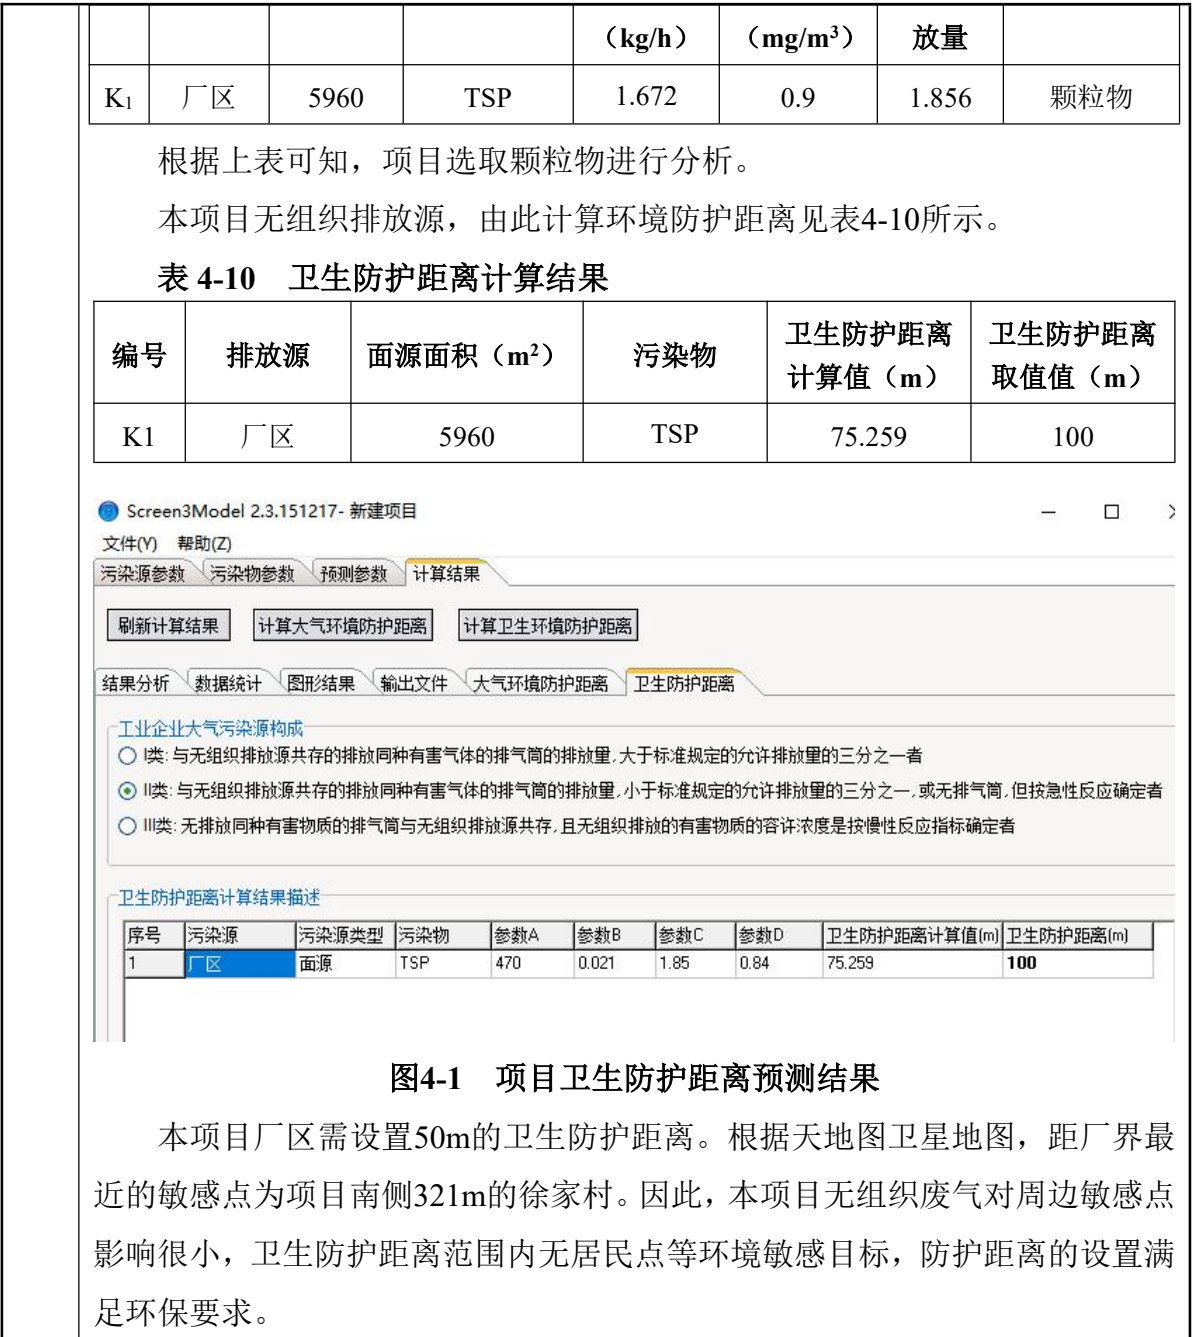 （kg/h） （mg/m³） 放量
K₁ 厂区 5960 TSP 1.672 0.9 1.856 颗粒物
根据上表可知，项目选取颗粒物进行分析。
本项目无组织排放源，由此计算环境防护距离见表4-10所示。
表 4-10 卫生防护距离计算结果
编号 排放源 面源面积（m²） 污染物 卫生防护距离计算值（m） 卫生防护距离取值值（m）
K1 厂区 5960 TSP 75.259 100
Screen3Model 2.3.151217- 新建项目
文件(Y) 帮助(Z)
污染源参数 污染物参数 预测参数 计算结果
刷新计算结果 计算大气环境防护距离 计算卫生环境防护距离
结果分析 数据统计 图形结果 输出文件 大气环境防护距离 卫生防护距离
工业企业大气污染源构成
I类: 与无组织排放源共存的排放同种有害气体的排气筒的排放量,大于标准规定的允许排放量的三分之一者
II类: 与无组织排放源共存的排放同种有害气体的排气筒的排放量,小于标准规定的允许排放量的三分之一,或无排气筒,但按急性反应确定者
III类: 无排放同种有害物质的排气筒与无组织排放源共存,且无组织排放的有害物质的容许浓度是按慢性反应指标确定者
卫生防护距离计算结果描述
序号 污染源 污染源类型 污染物 参数A 参数B 参数C 参数D 卫生防护距离计算值(m) 卫生防护距离(m)
1 厂区 面源 TSP 470 0.021 1.85 0.84 75.259 100
图4-1 项目卫生防护距离预测结果
本项目厂区需设置50m的卫生防护距离。根据天地图卫星地图，距厂界最
近的敏感点为项目南侧321m的徐家村。因此，本项目无组织废气对周边敏感点
影响很小，卫生防护距离范围内无居民点等环境敏感目标，防护距离的设置满
足环保要求。